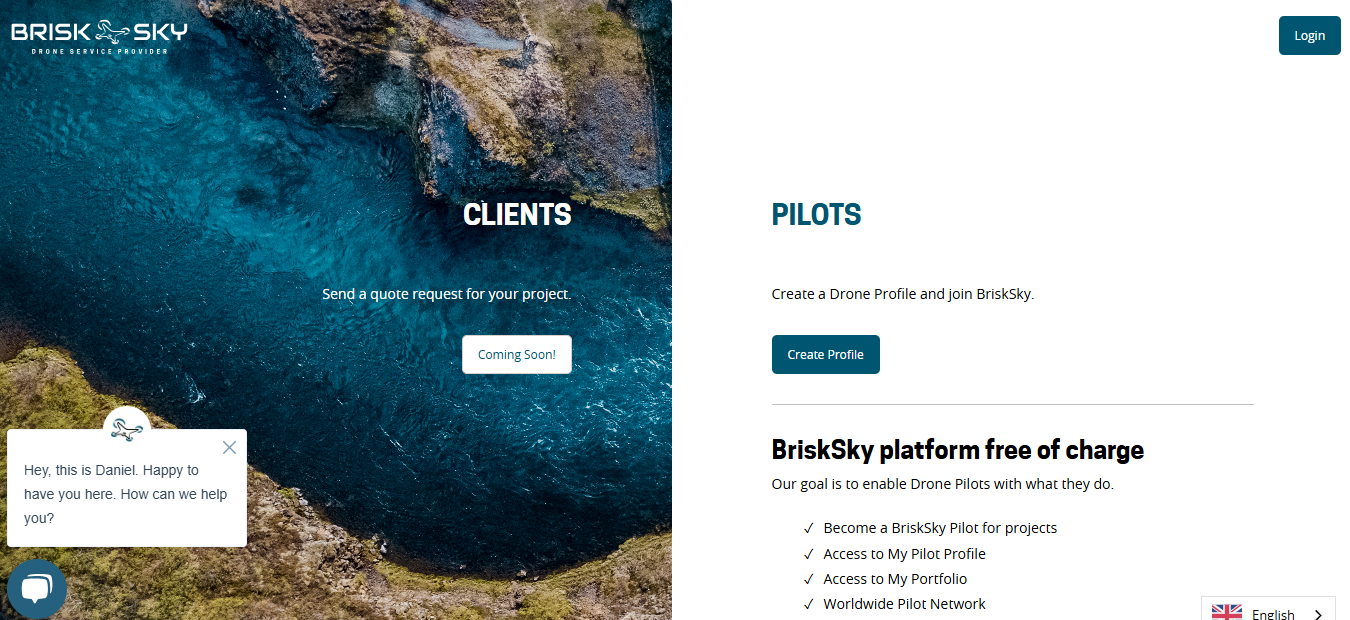 BRISK SKY
DRONE SERVICE PROVIDER
Login
CLIENTS
Send a quote request for your project.
Coming Soon!
PILOTS
Create a Drone Profile and join BriskSky.
Create Profile
BriskSky platform free of charge
Our goal is to enable Drone Pilots with what they do.
✓ Become a BriskSky Pilot for projects
✓ Access to My Pilot Profile
✓ Access to My Portfolio
✓ Worldwide Pilot Network
Hey, this is Daniel. Happy to
have you here. How can we help
you?
English